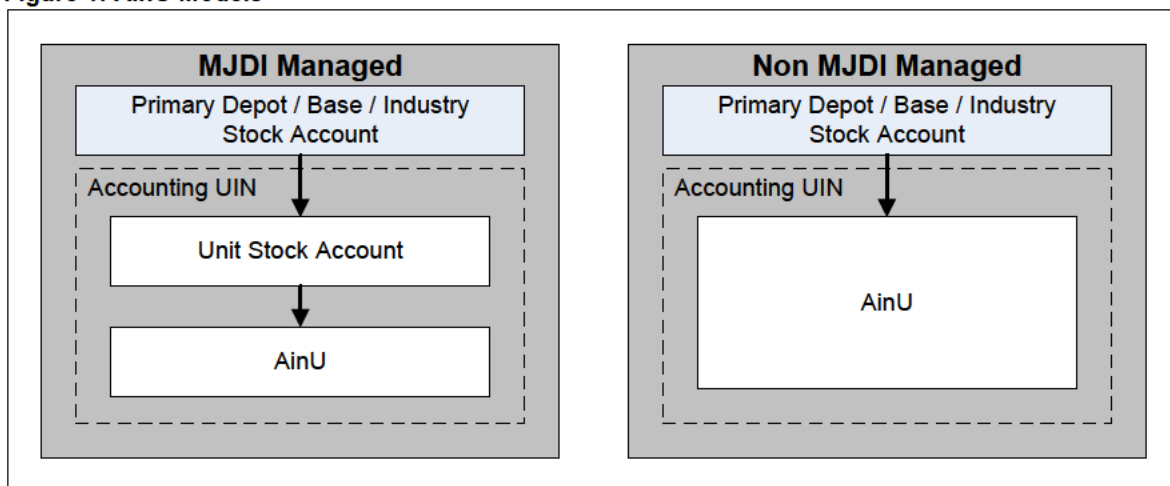 MJDI Managed
Primary Depot / Base / Industry
Stock Account
Accounting UIN
Unit Stock Account
AinU
Non MJDI Managed
Primary Depot / Base / Industry
Stock Account
Accounting UIN
AinU